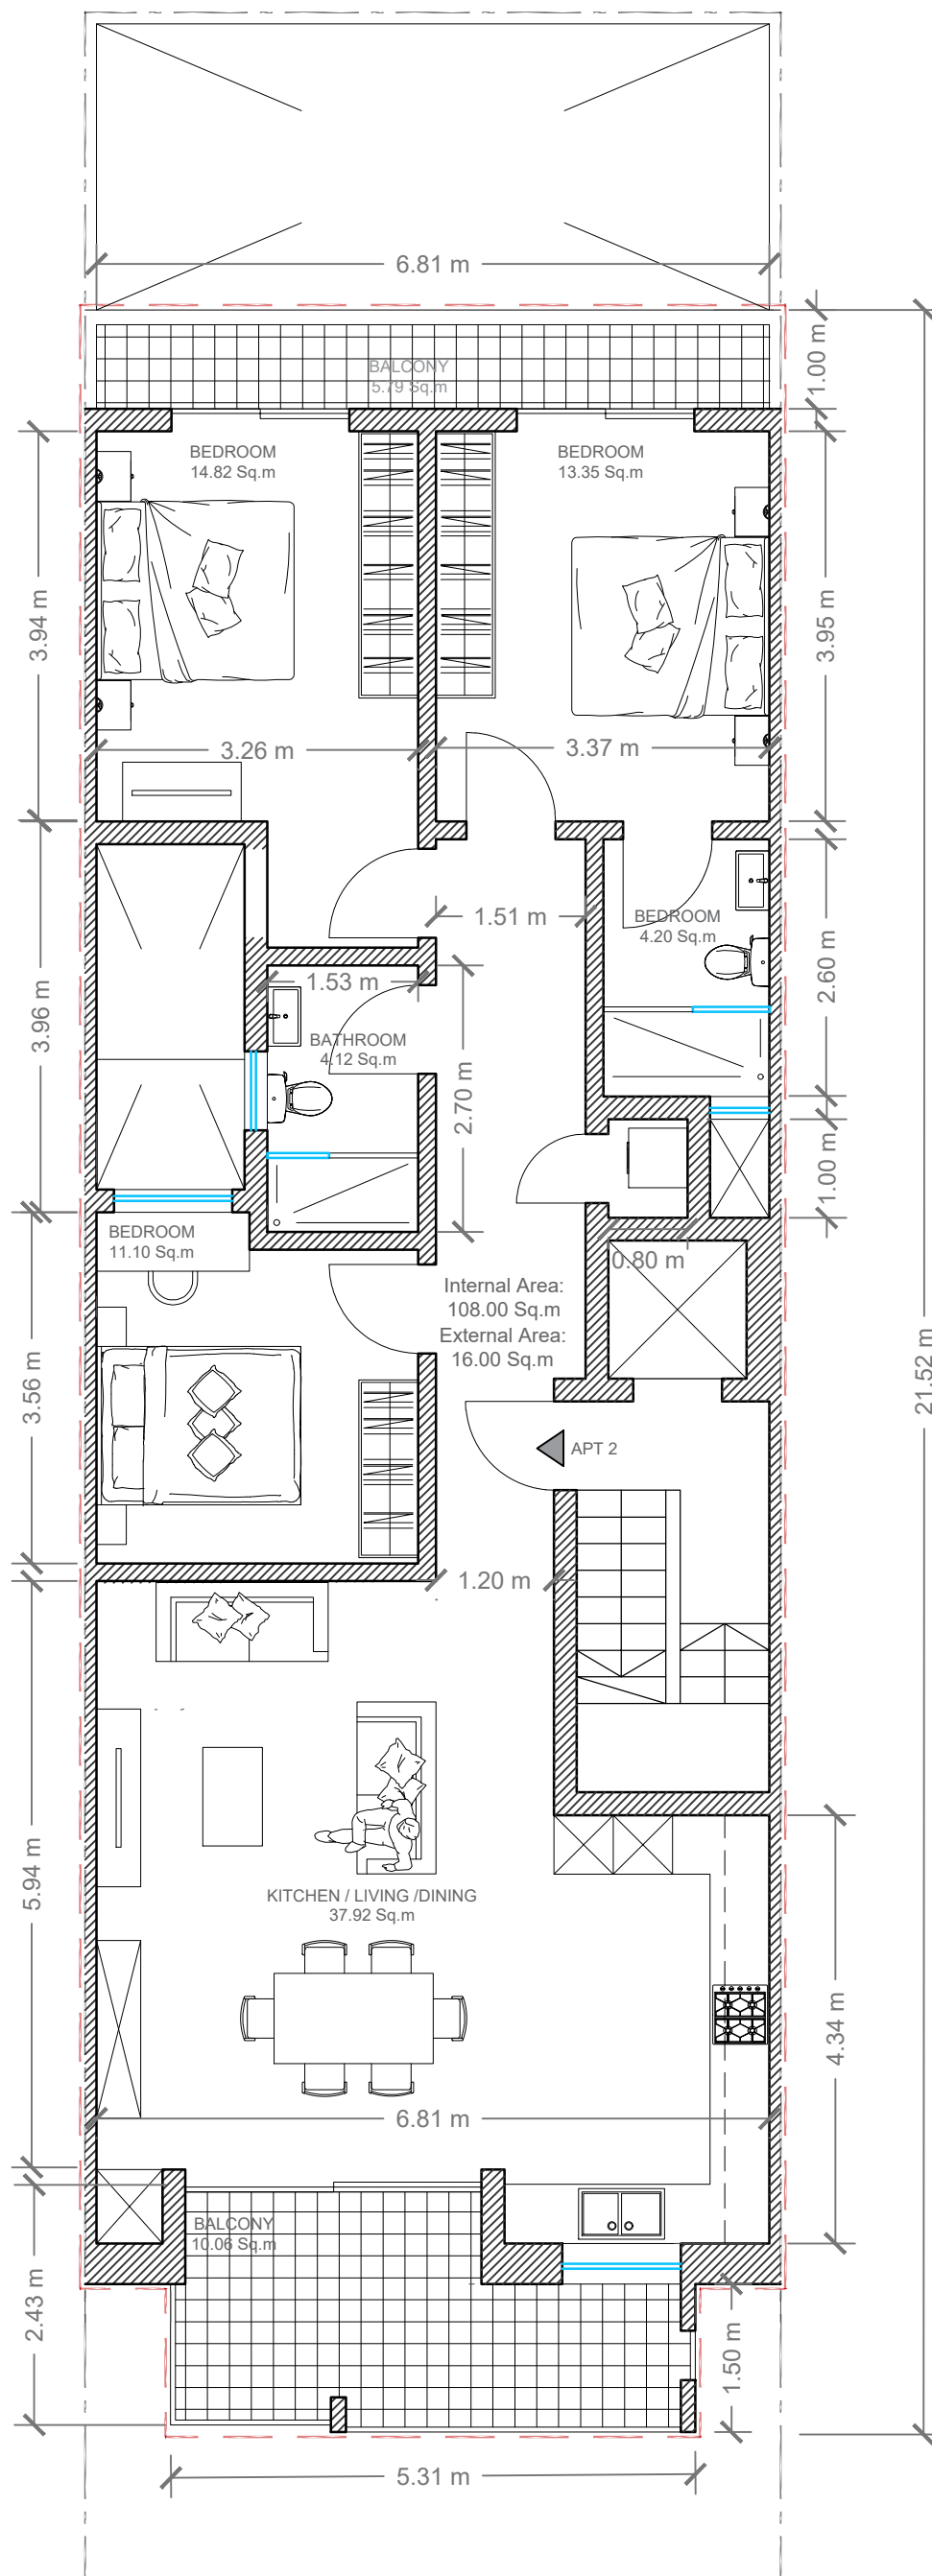 6.81 m
1.00 m
BALCONY
5.79 Sq.m
BEDROOM
14.82 Sq.m
BEDROOM
13.35 Sq.m
3.94 m
3.95 m
3.26 m
3.37 m
1.51 m
BEDROOM
4.20 Sq.m
2.60 m
1.53 m
3.96 m
BATHROOM
4.12 Sq.m
2.70 m
1.00 m
BEDROOM
11.10 Sq.m
0.80 m
Internal Area:
108.00 Sq.m
External Area:
16.00 Sq.m
21.52 m
3.56 m
APT 2
1.20 m
5.94 m
KITCHEN / LIVING /DINING
37.92 Sq.m
4.34 m
6.81 m
BALCONY
10.06 Sq.m
2.43 m
1.50 m
5.31 m